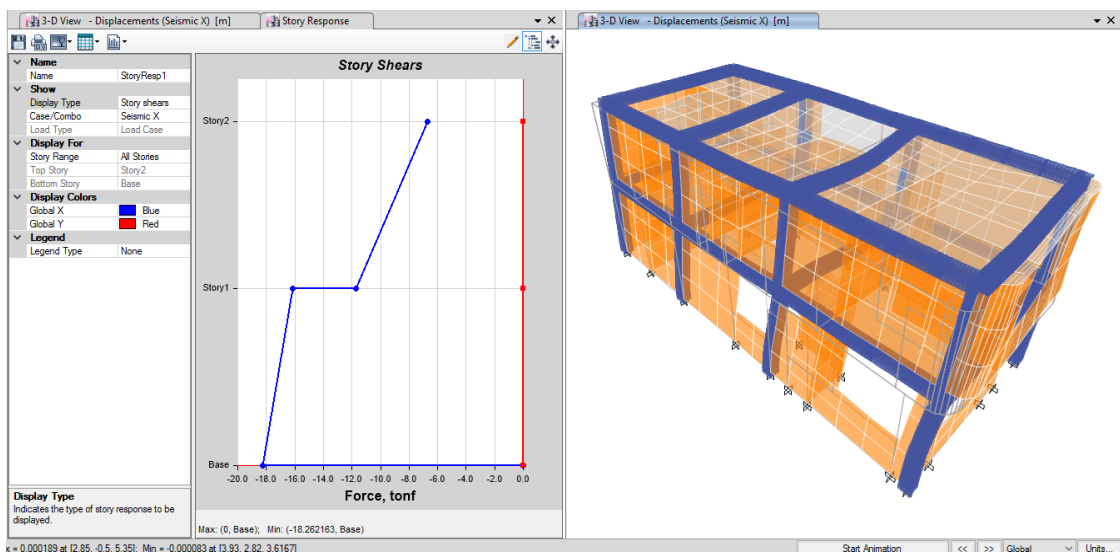 3-D View - Displacements (Seismic X) [m]
Story Response
3-D View - Displacements (Seismic X) [m]
Name
Name StoryResp1
Show
Display Type Story shears
Case/Combo Seismic X
Load Type Load Case
Display For
Story Range All Stories
Top Story Story2
Bottom Story Base
Display Colors
Global X Blue
Global Y Red
Legend
Legend Type None
Display Type
Indicates the type of story response to be
displayed.
Story Shears
Story2
Story1
Base
-20.0 -18.0 -16.0 -14.0 -12.0 -10.0 -8.0 -6.0 -4.0 -2.0 0.0
Force, tonf
Max: (0, Base); Min: (-18.262163, Base)
x = 0.000189 at [2.85, -0.5, 5.35]; Min = -0.000083 at [3.93, 2.82, 3.6167]
Start Animation << >> Global Units...